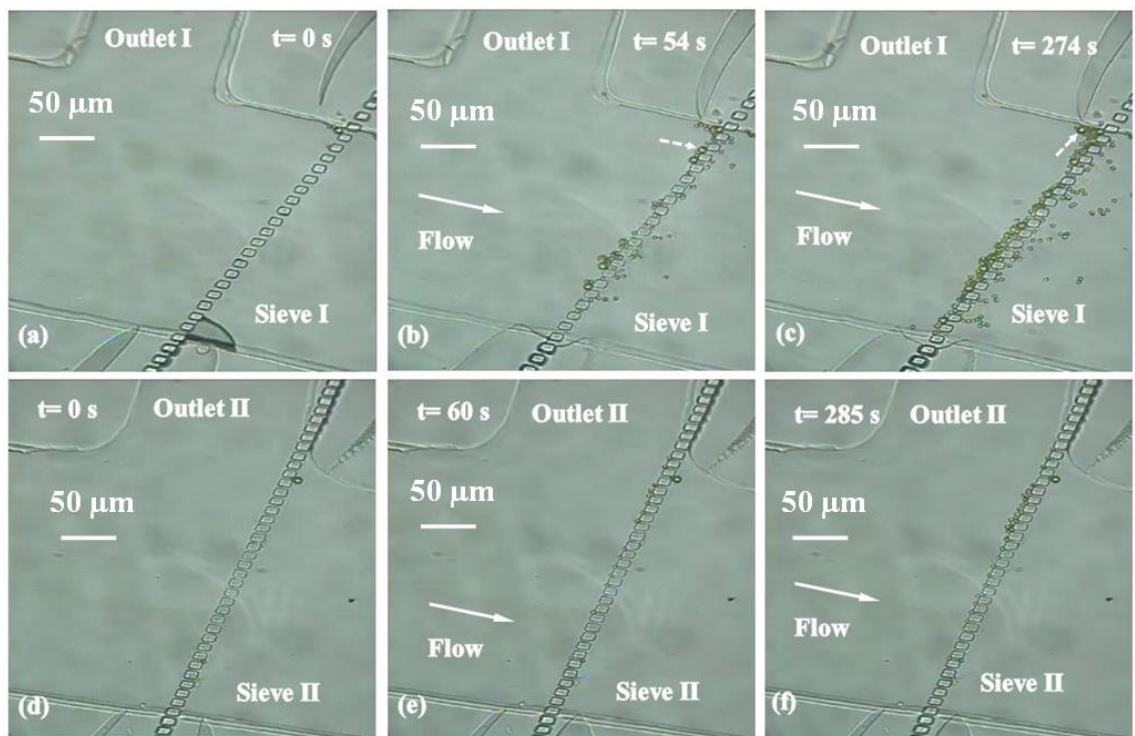 Outlet I
t= 0 s
50 μm
Sieve I
(a)
Outlet I
t= 54 s
50 μm
Flow
Sieve I
(b)
Outlet I
t= 274 s
50 μm
Flow
Sieve I
(c)
t= 0 s
Outlet II
50 μm
Sieve II
(d)
t= 60 s
Outlet II
50 μm
Flow
Sieve II
(e)
Outlet II
t= 285 s
50 μm
Flow
Sieve II
(f)